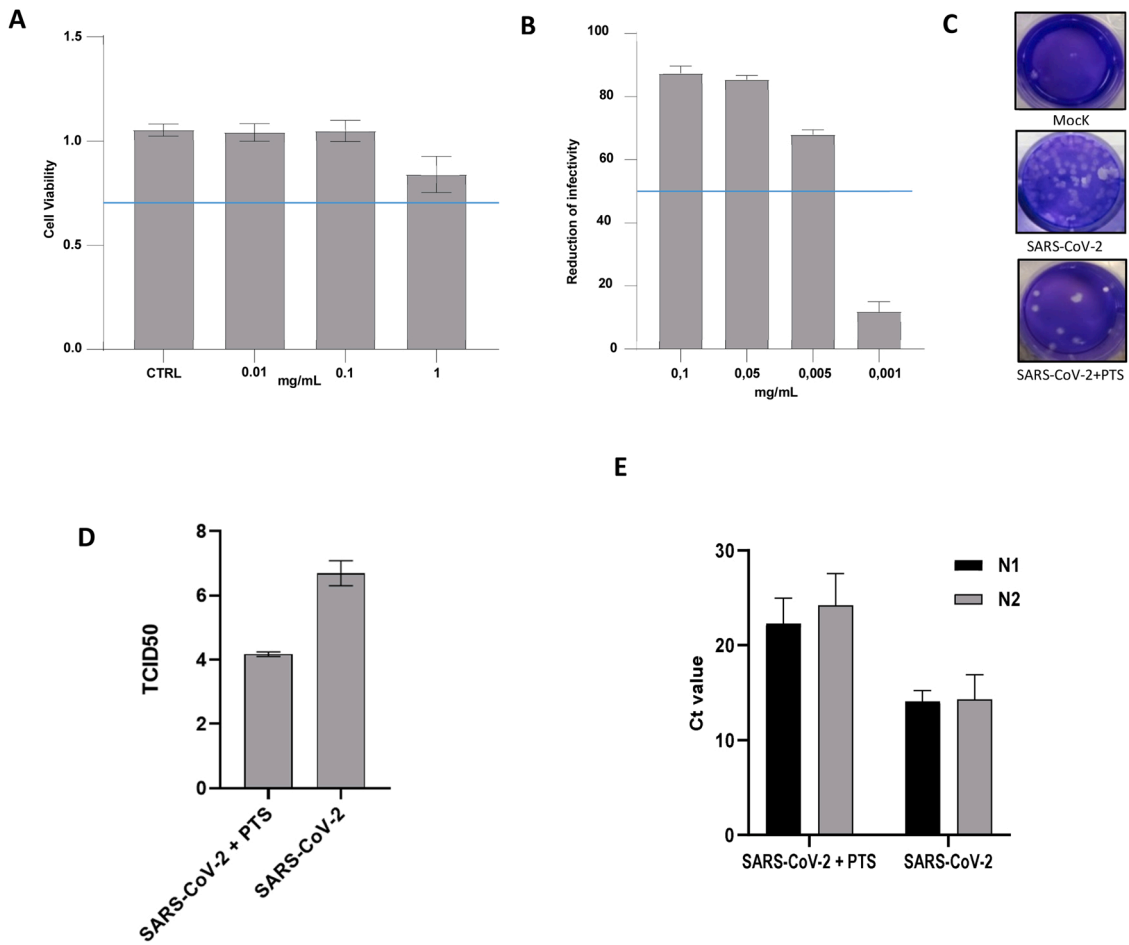 A
1.5
1.0
0.5
0.0
Cell Viability
CTRL 0.01 0.1 1
mg/mL
B
100
80
60
40
20
0
Reduction of infectivity
0,1 0,05 0,005 0,001
mg/mL
C
MocK
SARS-CoV-2
SARS-CoV-2+PTS
D
8
6
4
2
0
TCID50
SARS-CoV-2 + PTS
SARS-CoV-2
E
30
20
10
0
Ct value
N1
N2
SARS-CoV-2 + PTS SARS-CoV-2